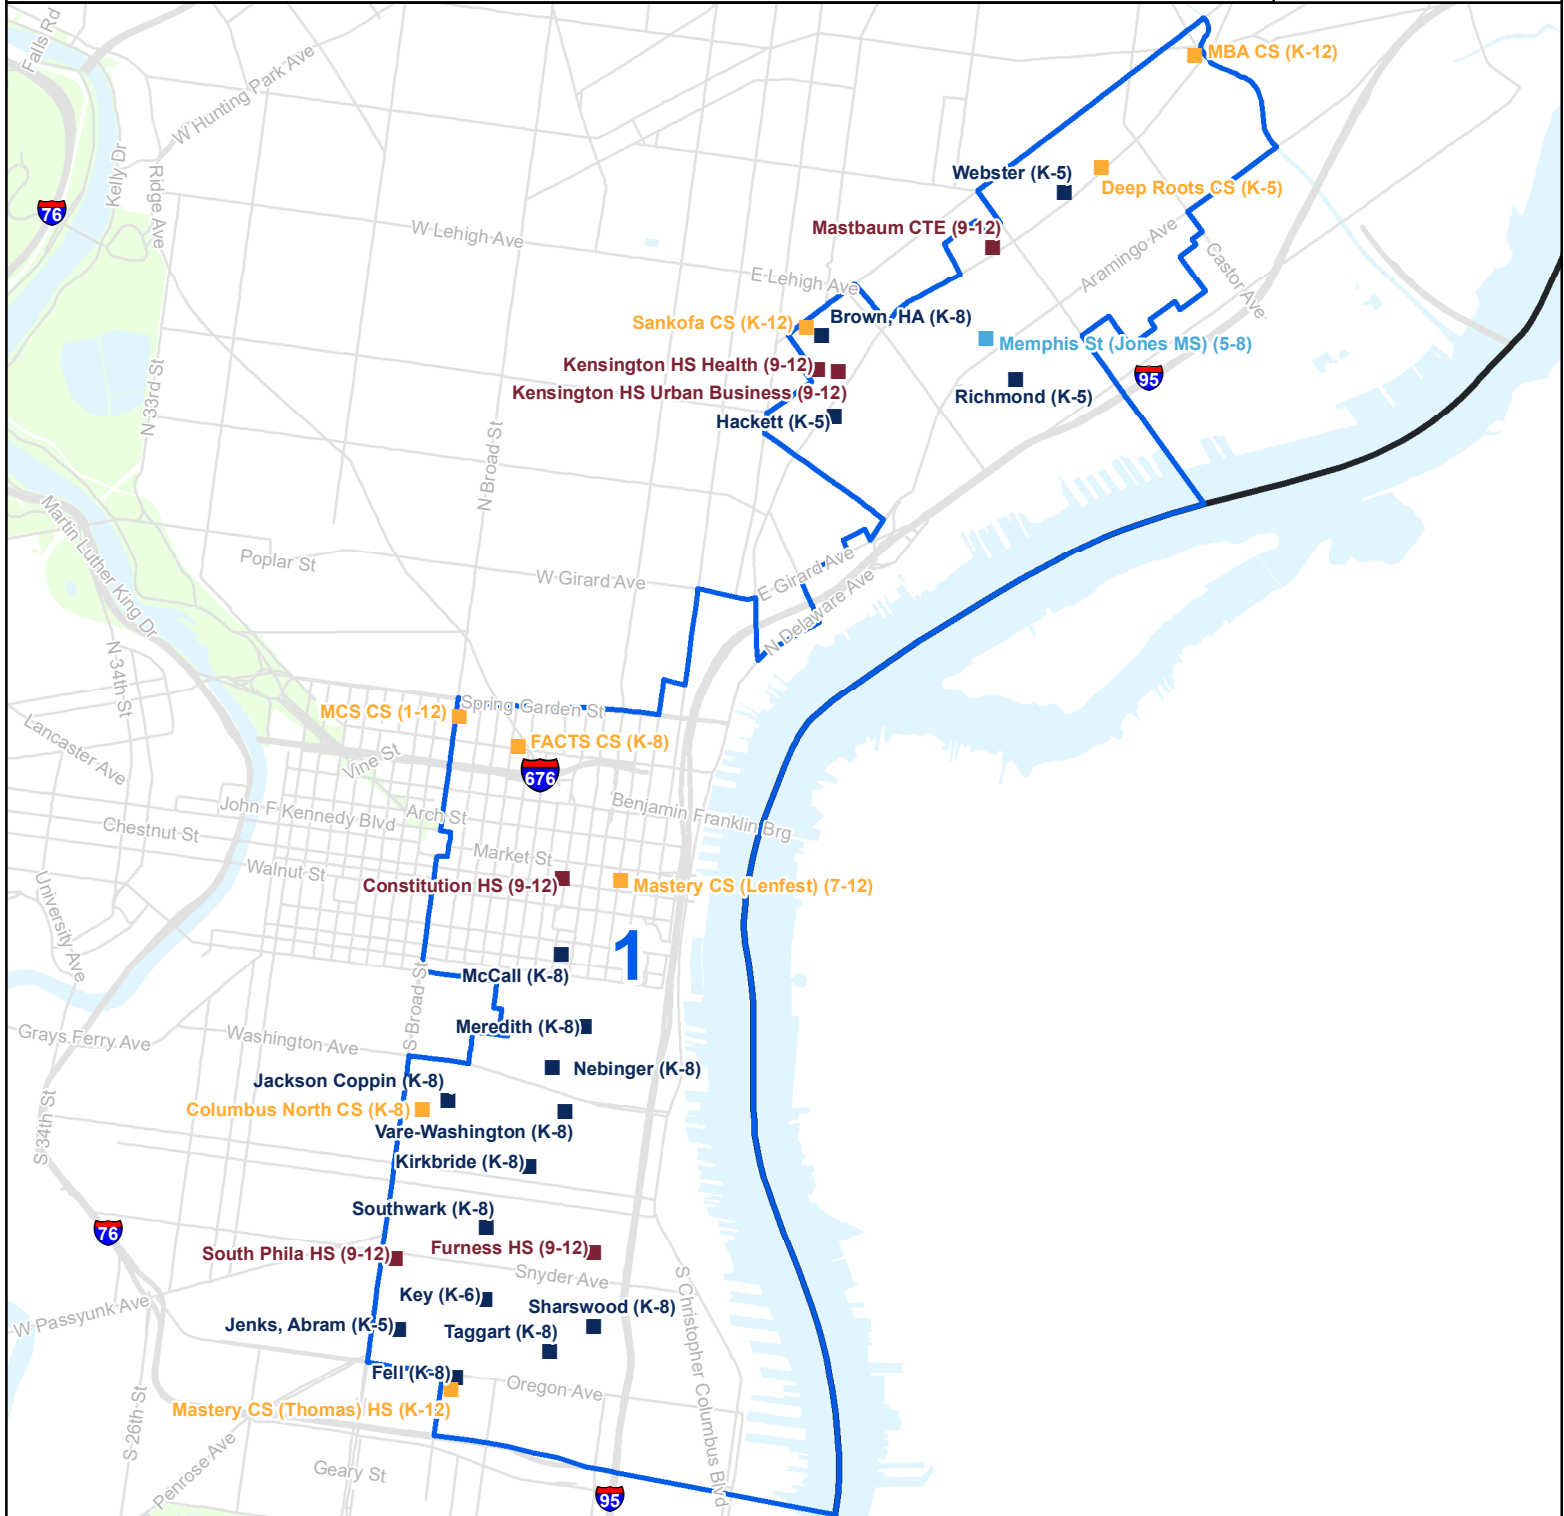 Falls Rd
W Hunting Park Ave
MBA CS (K-12)
Kelly Dr
Ridge Ave
76
Webster (K-5)
Deep Roots CS (K-5)
Mastbaum CTE (9-12)
W Lehigh Ave
Aramingo Ave
Castor Ave
E Lehigh Ave
Sankofa CS (K-12)
Brown, HA (K-8)
Memphis St (Jones MS) (5-8)
Kensington HS Health (9-12)
95
Kensington HS Urban Business (9-12)
Richmond (K-5)
N 33rd St
Hackett (K-5)
N Broad St
Martin Luther King Dr
Poplar St
W Girard Ave
E Girard Ave
N Delaware Ave
N 34th St
Spring Garden St
MCS CS (1-12)
FACTS CS (K-8)
Lancaster Ave
Vine St
676
John F Kennedy Blvd
Arch St
Benjamin Franklin Brg
Chestnut St
Market St
Walnut St
Constitution HS (9-12)
Mastery CS (Lenfest) (7-12)
University Ave
1
McCall (K-8)
S Broad St
Meredith (K-8)
Grays Ferry Ave
Washington Ave
Nebinger (K-8)
Jackson Coppin (K-8)
Columbus North CS (K-8)
S 34th St
Vare-Washington (K-8)
Kirkbride (K-8)
Southwark (K-8)
76
South Phila HS (9-12)
Furness HS (9-12)
Snyder Ave
S Christopher Columbus Blvd
Key (K-6)
Sharswood (K-8)
W Passyunk Ave
Jenks, Abram (K-5)
Taggart (K-8)
Fell (K-8)
Oregon Ave
Mastery CS (Thomas) HS (K-12)
S 26th St
Penrose Ave
Geary St
95